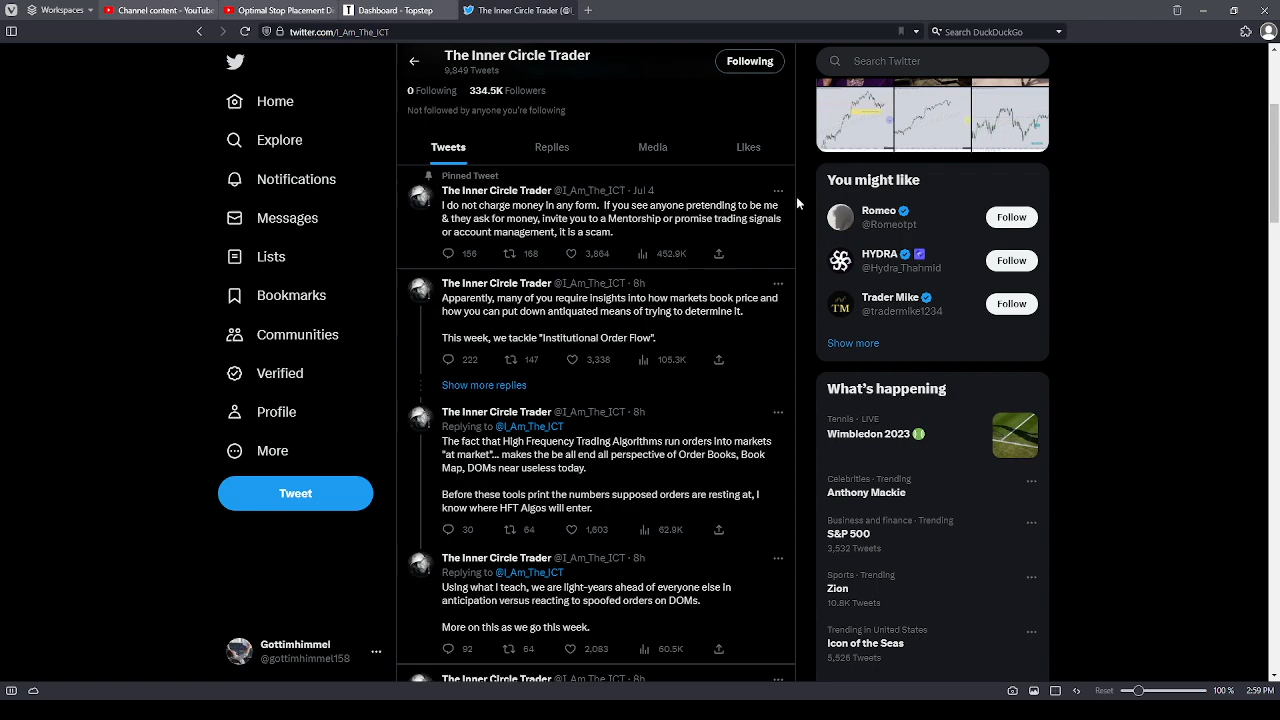 Workspaces
Channel content - YouTube
Optimal Stop Placement D
Dashboard - Topstep
The Inner Circle Trader (@I
twitter.com/I_Am_The_ICT
Search DuckDuckGo
The Inner Circle Trader
9,849 Tweets
Following
Search Twitter
0 Following 334.5K Followers
Not followed by anyone you're following
Tweets Replies Media Likes
Home
Explore
Notifications
Messages
Lists
Bookmarks
Communities
Verified
Profile
More
Tweet
Gottimhimmel
@gottimhimmel158
Pinned Tweet
The Inner Circle Trader @I_Am_The_ICT · Jul 4
I do not charge money in any form. If you see anyone pretending to be me
& they ask for money, invite you to a Mentorship or promise trading signals
or account management, it is a scam.
156 168 3,864 452.9K
The Inner Circle Trader @I_Am_The_ICT · 8h
Apparently, many of you require insights into how markets book price and
how you can put down antiquated means of trying to determine it.
This week, we tackle "Institutional Order Flow".
222 147 3,338 105.3K
Show more replies
The Inner Circle Trader @I_Am_The_ICT · 8h
Replying to @I_Am_The_ICT
The fact that High Frequency Trading Algorithms run orders into markets
"at market"... makes the be all end all perspective of Order Books, Book
Map, DOMs near useless today.
Before these tools print the numbers supposed orders are resting at, I
know where HFT Algos will enter.
30 64 1,603 62.9K
The Inner Circle Trader @I_Am_The_ICT · 8h
Replying to @I_Am_The_ICT
Using what I teach, we are light-years ahead of everyone else in
anticipation versus reacting to spoofed orders on DOMs.
More on this as we go this week.
92 64 2,083 60.5K
The Inner Circle Trader @I_Am_The_ICT · 8h
You might like
Romeo
@Romeotpt
Follow
HYDRA
@Hydra_Thahmid
Follow
TM
Trader Mike
@tradermike1234
Follow
Show more
What's happening
Tennis · LIVE
Wimbledon 2023
Celebrities · Trending
Anthony Mackie
Business and finance · Trending
S&P 500
3,532 Tweets
Sports · Trending
Zion
10.8K Tweets
Trending in United States
Icon of the Seas
5,526 Tweets
Reset 100 % 2:59 PM